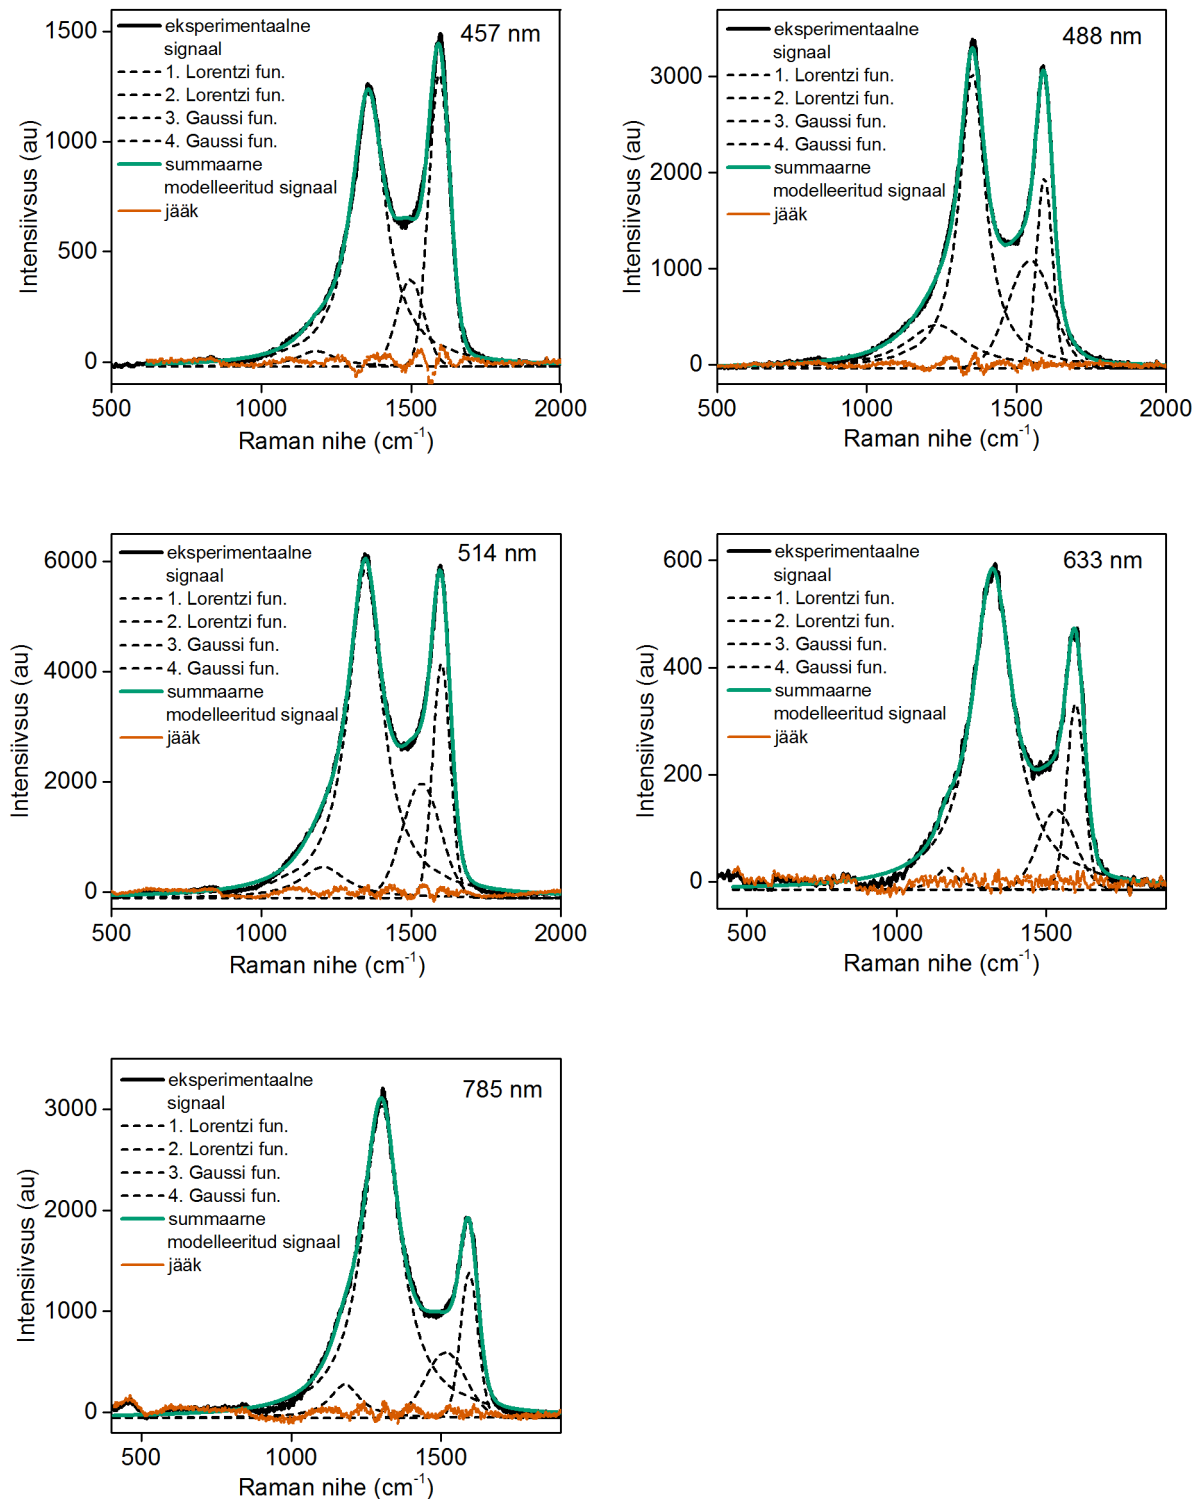 457 nm
eksperimentaalne
signaal
1. Lorentzi fun.
2. Lorentzi fun.
3. Gaussi fun.
4. Gaussi fun.
summaarne
modelleeritud signaal
jääk
Intensiivsus (au)
1500
1000
500
0
500 1000 1500 2000
Raman nihe (cm⁻¹)
488 nm
eksperimentaalne
signaal
1. Lorentzi fun.
2. Lorentzi fun.
3. Gaussi fun.
4. Gaussi fun.
summaarne
modelleeritud signaal
jääk
Intensiivsus (au)
3000
2000
1000
0
500 1000 1500 2000
Raman nihe (cm⁻¹)
514 nm
eksperimentaalne
signaal
1. Lorentzi fun.
2. Lorentzi fun.
3. Gaussi fun.
4. Gaussi fun.
summaarne
modelleeritud signaal
jääk
Intensiivsus (au)
6000
4000
2000
0
500 1000 1500 2000
Raman nihe (cm⁻¹)
633 nm
eksperimentaalne
signaal
1. Lorentzi fun.
2. Lorentzi fun.
3. Gaussi fun.
4. Gaussi fun.
summaarne
modelleeritud signaal
jääk
Intensiivsus (au)
600
400
200
0
500 1000 1500
Raman nihe (cm⁻¹)
785 nm
eksperimentaalne
signaal
1. Lorentzi fun.
2. Lorentzi fun.
3. Gaussi fun.
4. Gaussi fun.
summaarne
modelleeritud signaal
jääk
Intensiivsus (au)
3000
2000
1000
0
500 1000 1500
Raman nihe (cm⁻¹)